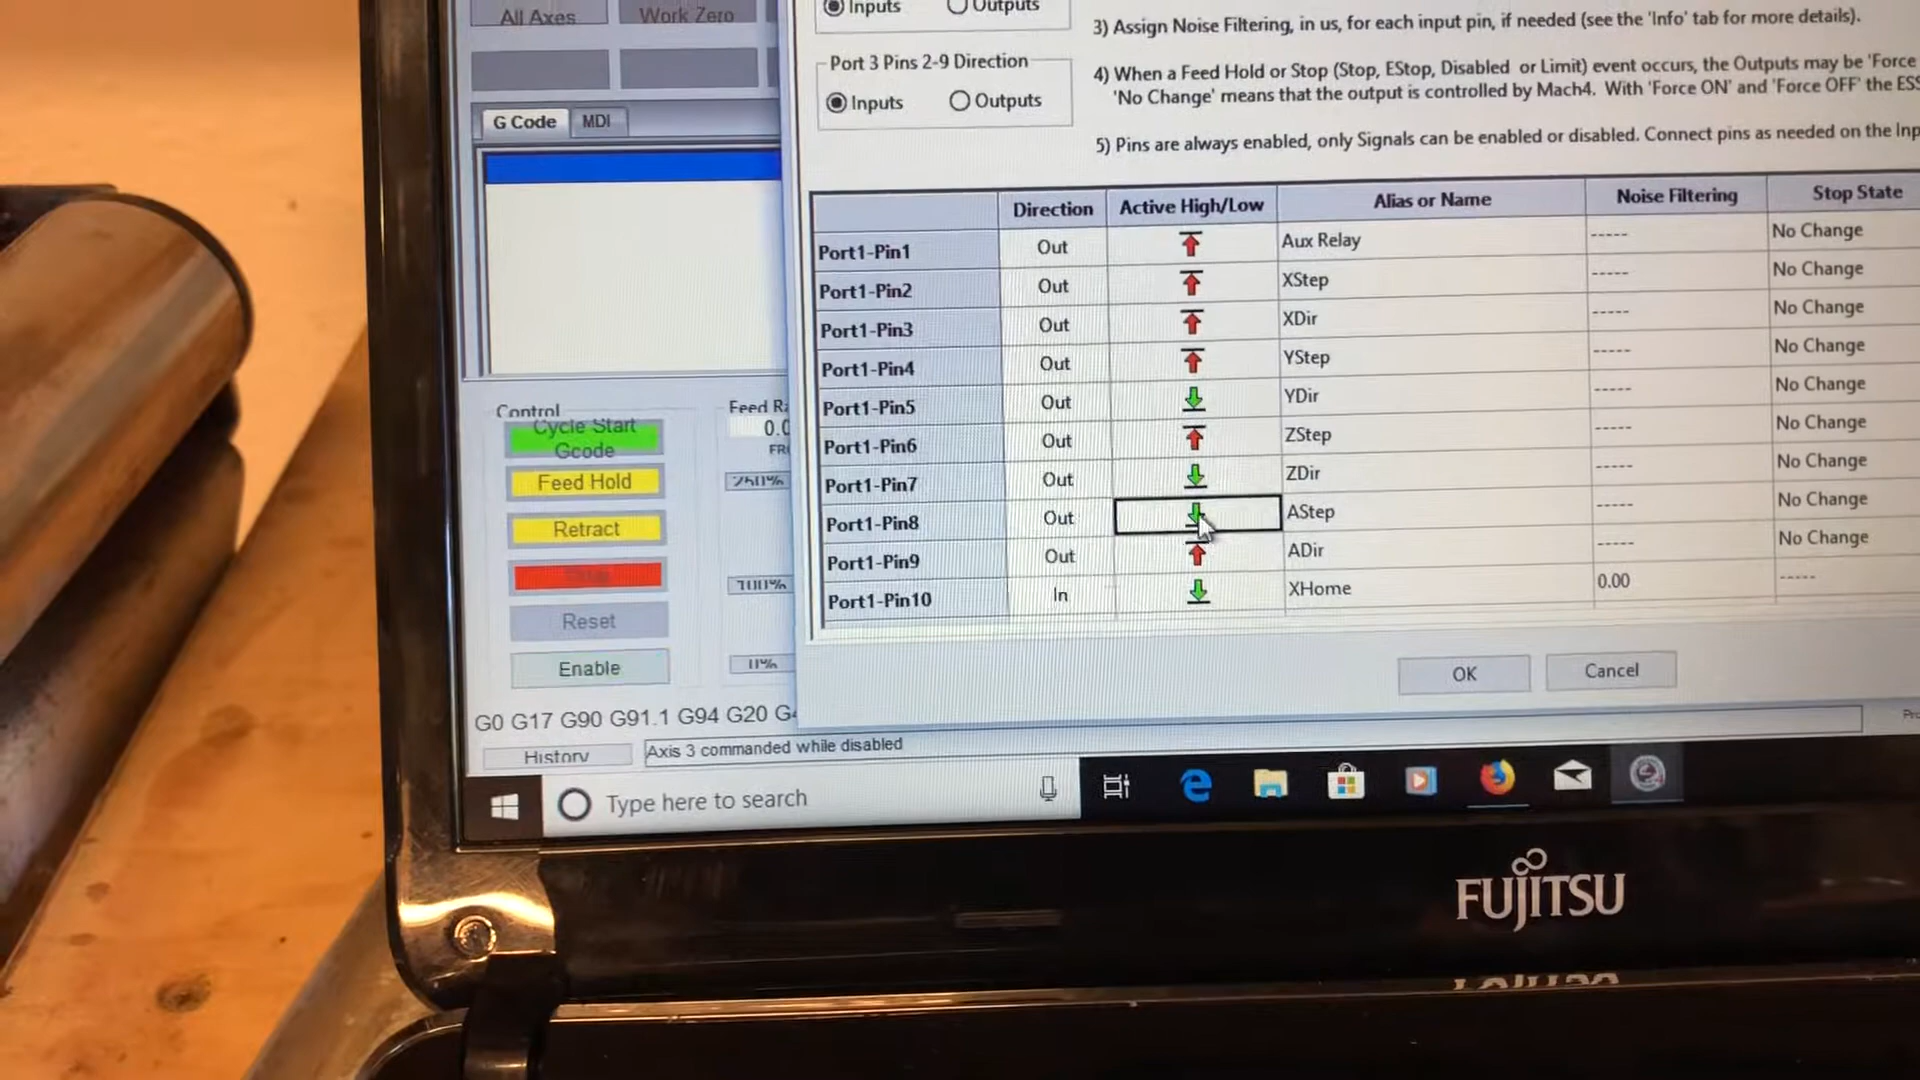 All Axes
Work Zero
Inputs
Outputs
Port 3 Pins 2-9 Direction
Inputs
Outputs
3) Assign Noise Filtering, in us, for each input pin, if needed (see the 'Info' tab for more details).
4) When a Feed Hold or Stop (Stop, EStop, Disabled or Limit) event occurs, the Outputs may be 'Force
'No Change' means that the output is controlled by Mach4. With 'Force ON' and 'Force OFF' the ESS
5) Pins are always enabled, only Signals can be enabled or disabled. Connect pins as needed on the Inp
G Code
MDI
Direction Active High/Low Alias or Name Noise Filtering Stop State
Port1-Pin1 Out Aux Relay ----- No Change
Port1-Pin2 Out XStep ----- No Change
Port1-Pin3 Out XDir ----- No Change
Port1-Pin4 Out YStep ----- No Change
Port1-Pin5 Out YDir ----- No Change
Port1-Pin6 Out ZStep ----- No Change
Port1-Pin7 Out ZDir ----- No Change
Port1-Pin8 Out AStep ----- No Change
Port1-Pin9 Out ADir ----- No Change
Port1-Pin10 In XHome 0.00 -----
Control
Cycle Start
Gcode
Feed Hold
Retract
Reset
Enable
Feed Ra
0.0
FR
250%
100%
0%
OK
Cancel
G0 G17 G90 G91.1 G94 G20 G4
History
Axis 3 commanded while disabled
Type here to search
FUJITSU